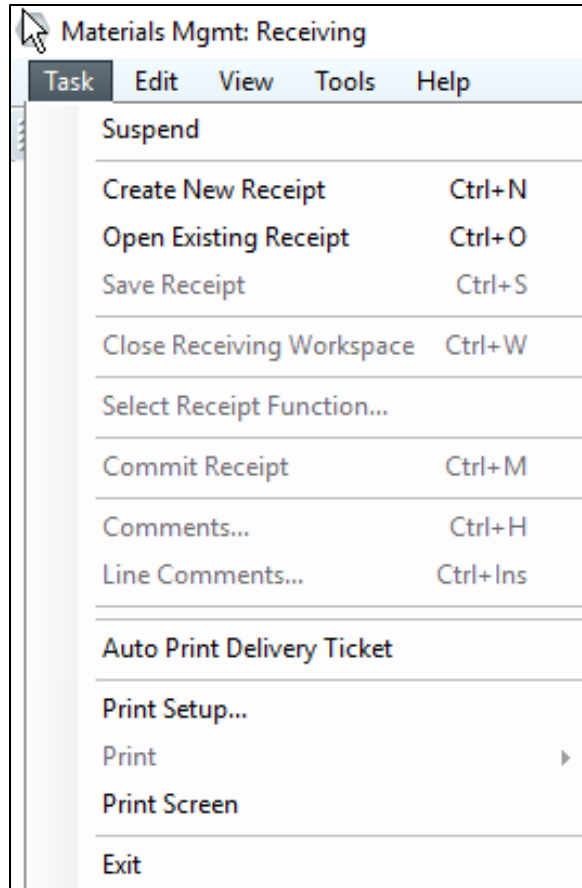 Materials Mgmt: Receiving
Task Edit View Tools Help
Suspend
Create New Receipt Ctrl+N
Open Existing Receipt Ctrl+O
Save Receipt Ctrl+S
Close Receiving Workspace Ctrl+W
Select Receipt Function...
Commit Receipt Ctrl+M
Comments... Ctrl+H
Line Comments... Ctrl+Ins
Auto Print Delivery Ticket
Print Setup...
Print
Print Screen
Exit